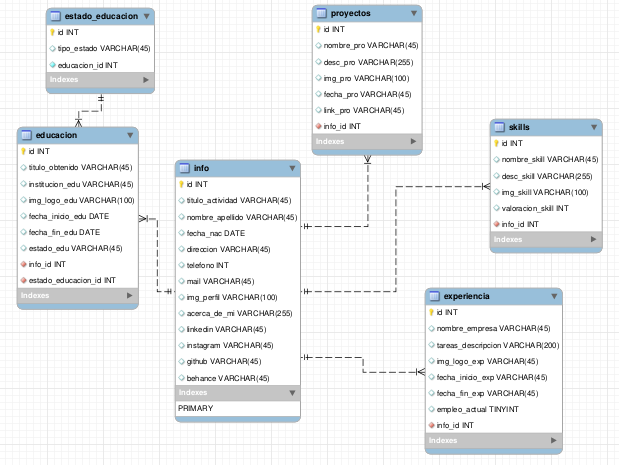 estado_educacion
id INT
tipo_estado VARCHAR(45)
educacion_id INT
Indexes
educacion
id INT
titulo_obtenido VARCHAR(45)
institucion_edu VARCHAR(45)
img_logo_edu VARCHAR(100)
fecha_inicio_edu DATE
fecha_fin_edu DATE
estado_edu VARCHAR(45)
info_id INT
estado_educacion_id INT
Indexes
info
id INT
titulo_actividad VARCHAR(45)
nombre_apellido VARCHAR(45)
fecha_nac DATE
direccion VARCHAR(45)
telefono INT
mail VARCHAR(45)
img_perfil VARCHAR(100)
acerca_de_mi VARCHAR(255)
linkedin VARCHAR(45)
instagram VARCHAR(45)
github VARCHAR(45)
behance VARCHAR(45)
Indexes
PRIMARY
proyectos
id INT
nombre_pro VARCHAR(45)
desc_pro VARCHAR(255)
img_pro VARCHAR(100)
fecha_pro VARCHAR(45)
link_pro VARCHAR(45)
info_id INT
Indexes
skills
id INT
nombre_skill VARCHAR(45)
desc_skill VARCHAR(255)
img_skill VARCHAR(100)
valoracion_skill INT
info_id INT
Indexes
experiencia
id INT
nombre_empresa VARCHAR(45)
tareas_descripcion VARCHAR(200)
img_logo_exp VARCHAR(45)
fecha_inicio_exp VARCHAR(45)
fecha_fin_exp VARCHAR(45)
empleo_actual TINYINT
info_id INT
Indexes